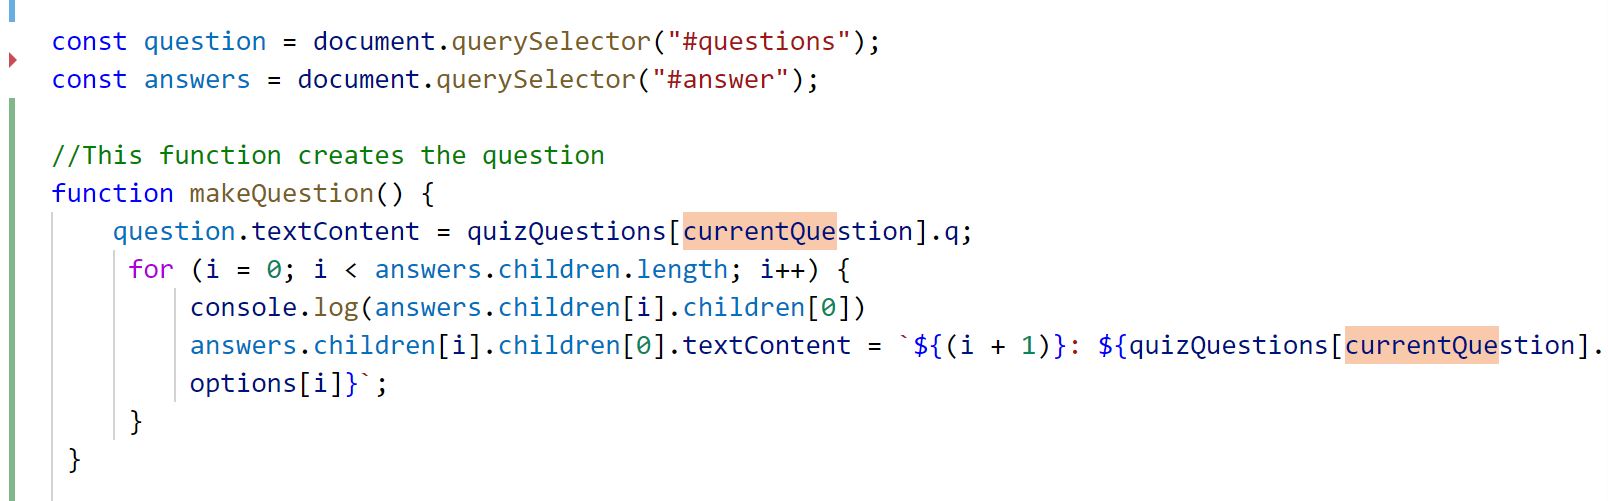 const question = document.querySelector("#questions");
const answers = document.querySelector("#answer");
//This function creates the question
function makeQuestion() {
question.textContent = quizQuestions[currentQuestion].q;
for (i = 0; i < answers.children.length; i++) {
console.log(answers.children[i].children[0])
answers.children[i].children[0].textContent = `${(i + 1)}: ${quizQuestions[currentQuestion].
options[i]}`;
}
}